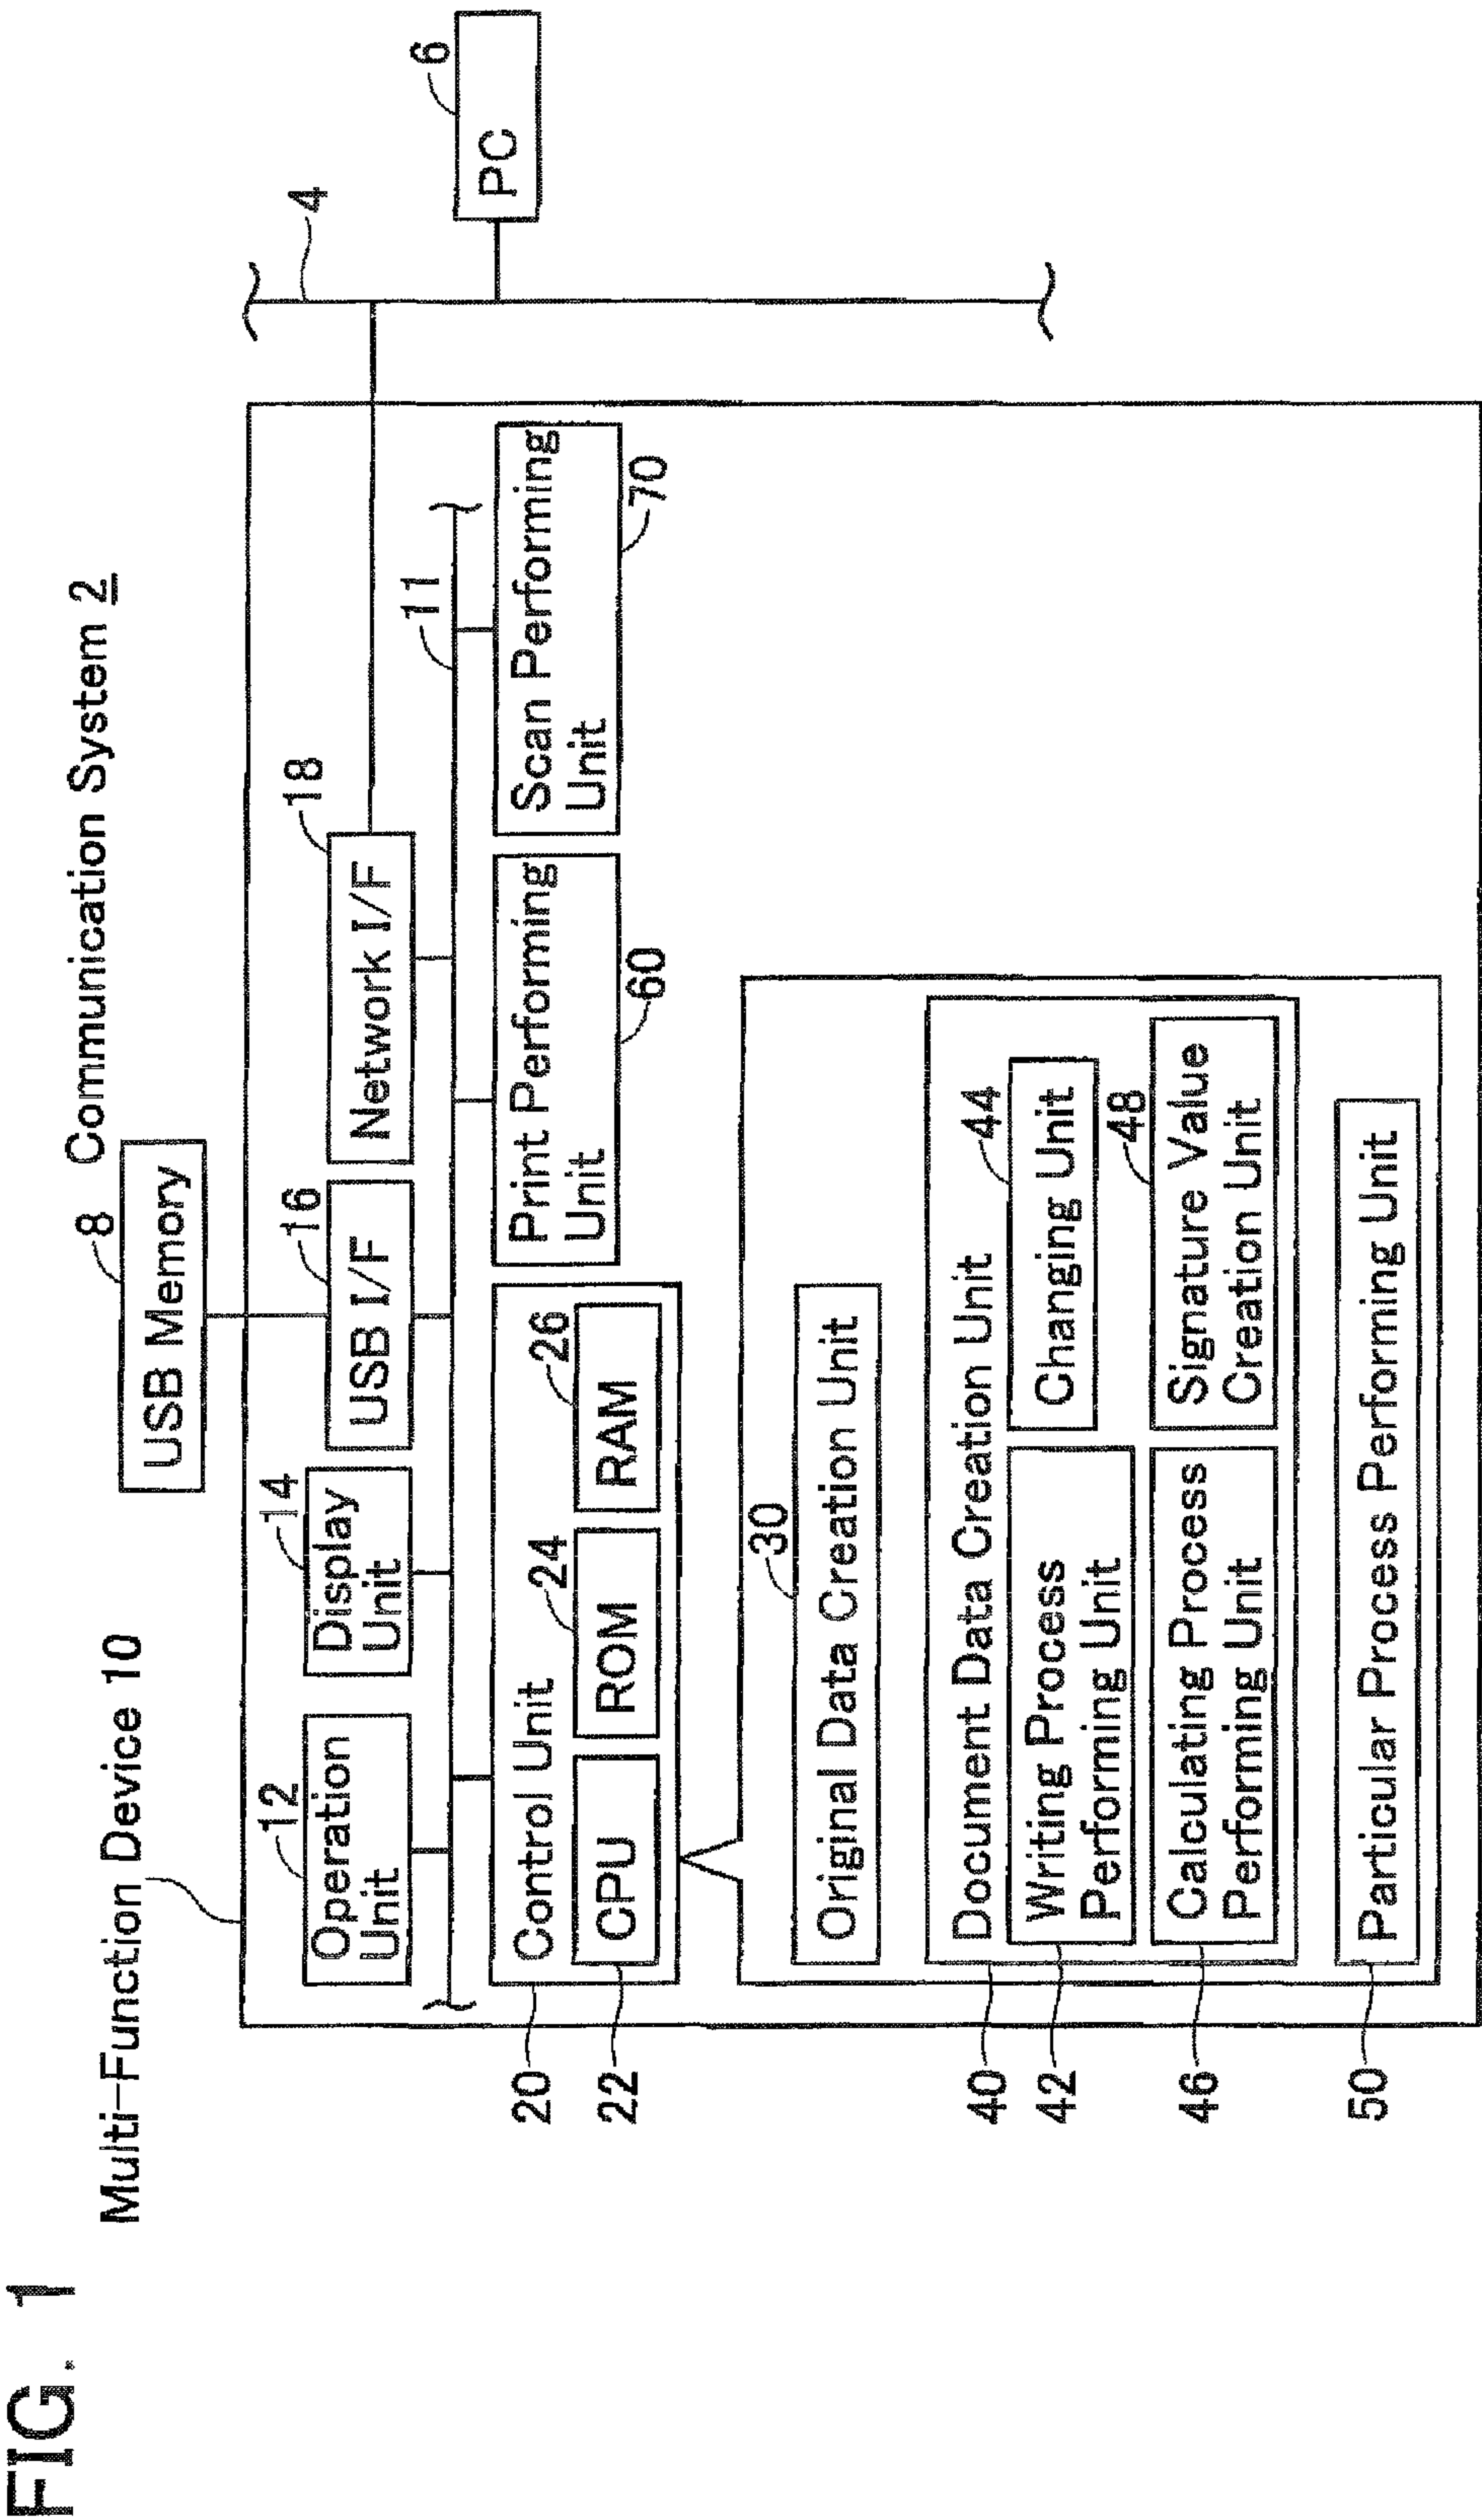 FIG. 1
Communication System 2
Multi-Function Device 10
8
USB Memory
4
6
PC
12
Operation
Unit
14
Display
Unit
16
USB I/F
18
Network I/F
11
20
Control Unit
22
CPU
24
ROM
26
RAM
Print Performing
Unit
60
Scan Performing
Unit
70
30
Original Data Creation Unit
40
Document Data Creation Unit
42
Writing Process
Performing Unit
44
Changing Unit
46
Calculating Process
Performing Unit
48
Signature Value
Creation Unit
50
Particular Process Performing Unit